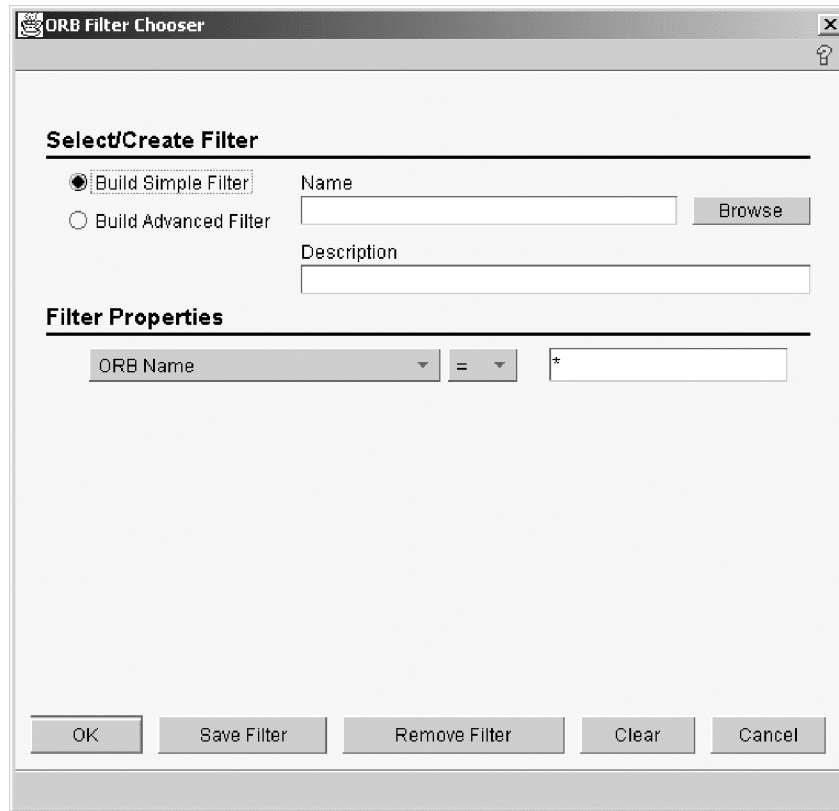 ORB Filter Chooser
Select/Create Filter
Build Simple Filter
Name
Browse
Build Advanced Filter
Description
Filter Properties
ORB Name
=
*
OK
Save Filter
Remove Filter
Clear
Cancel